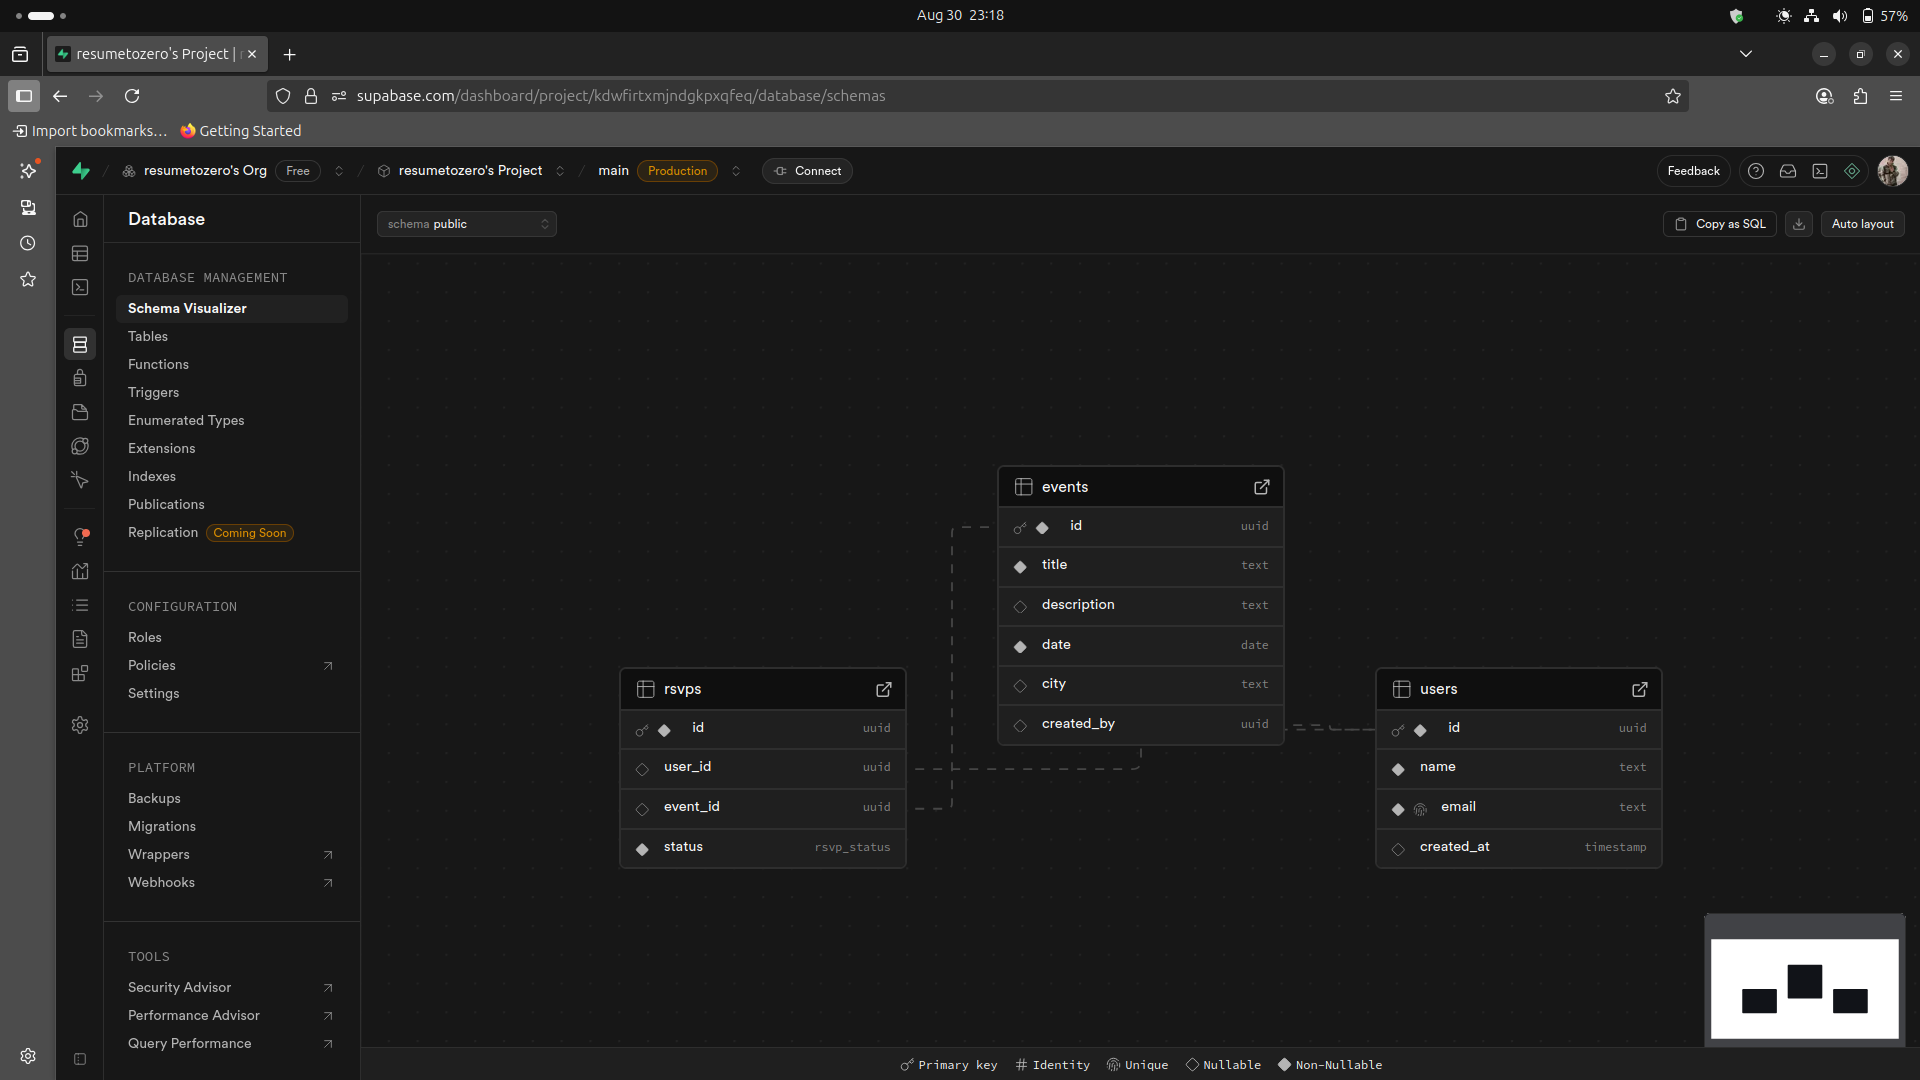 Aug 30 23:18
57%
resumetozero's Project |
supabase.com/dashboard/project/kdwfirtxmjndgkpxqfeq/database/schemas
Import bookmarks… Getting Started
resumetozero's Org Free resumetozero's Project main Production Connect Feedback
Database
schema public
Copy as SQL
Auto layout
DATABASE MANAGEMENT
Schema Visualizer
Tables
Functions
Triggers
Enumerated Types
Extensions
Indexes
Publications
Replication Coming Soon
CONFIGURATION
Roles
Policies
Settings
PLATFORM
Backups
Migrations
Wrappers
Webhooks
TOOLS
Security Advisor
Performance Advisor
Query Performance
events
id uuid
title text
description text
date date
city text
created_by uuid
rsvps
id uuid
user_id uuid
event_id uuid
status rsvp_status
users
id uuid
name text
email text
created_at timestamp
Primary key Identity Unique Nullable Non-Nullable